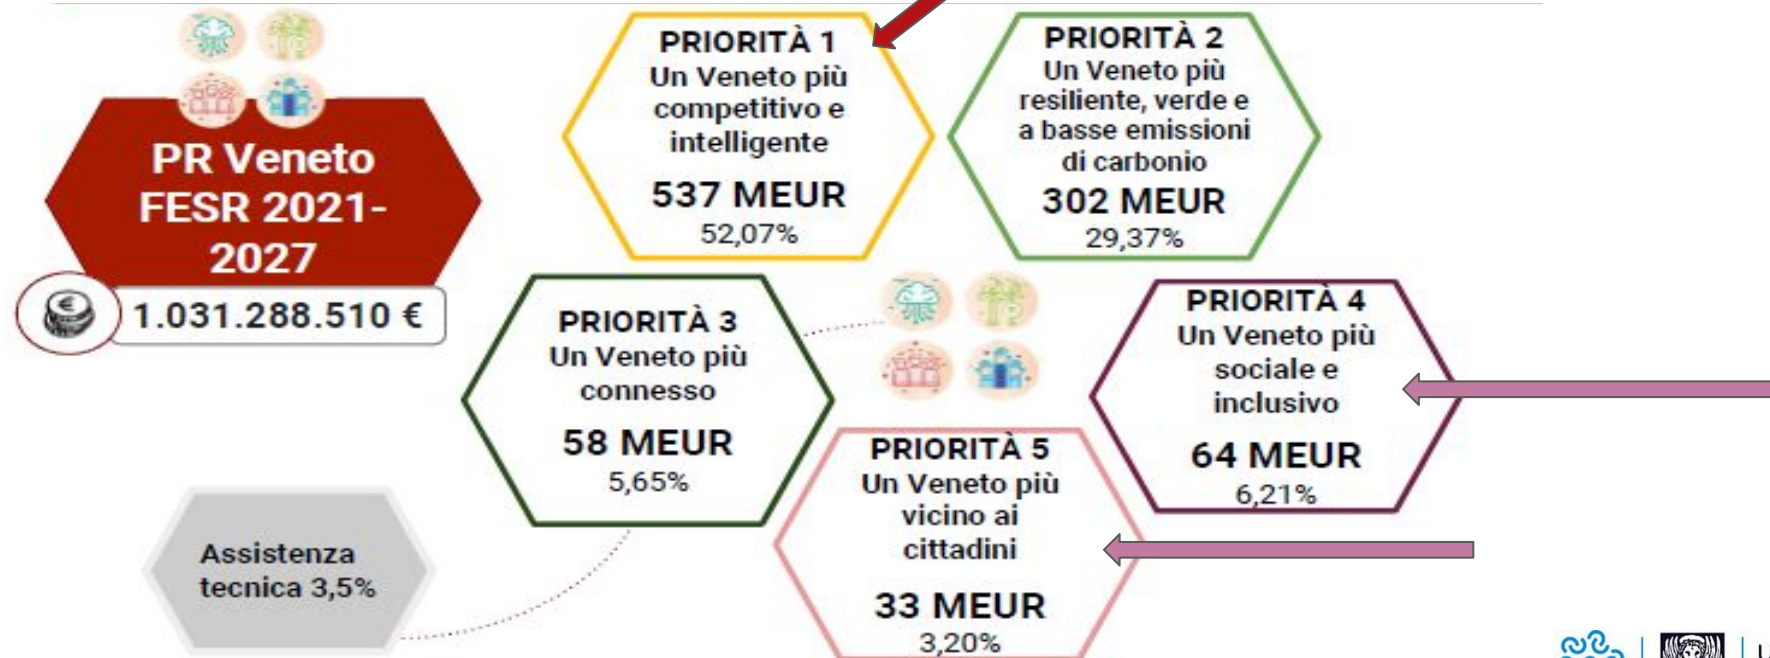 PR Veneto
FESR 2021-
2027
1.031.288.510 €
PRIORITÀ 1
Un Veneto più
competitivo e
intelligente
537 MEUR
52,07%
PRIORITÀ 2
Un Veneto più
resiliente, verde e
a basse emissioni
di carbonio
302 MEUR
29,37%
PRIORITÀ 3
Un Veneto più
connesso
58 MEUR
5,65%
PRIORITÀ 4
Un Veneto più
sociale e
inclusivo
64 MEUR
6,21%
PRIORITÀ 5
Un Veneto più
vicino ai
cittadini
33 MEUR
3,20%
Assistenza
tecnica 3,5%